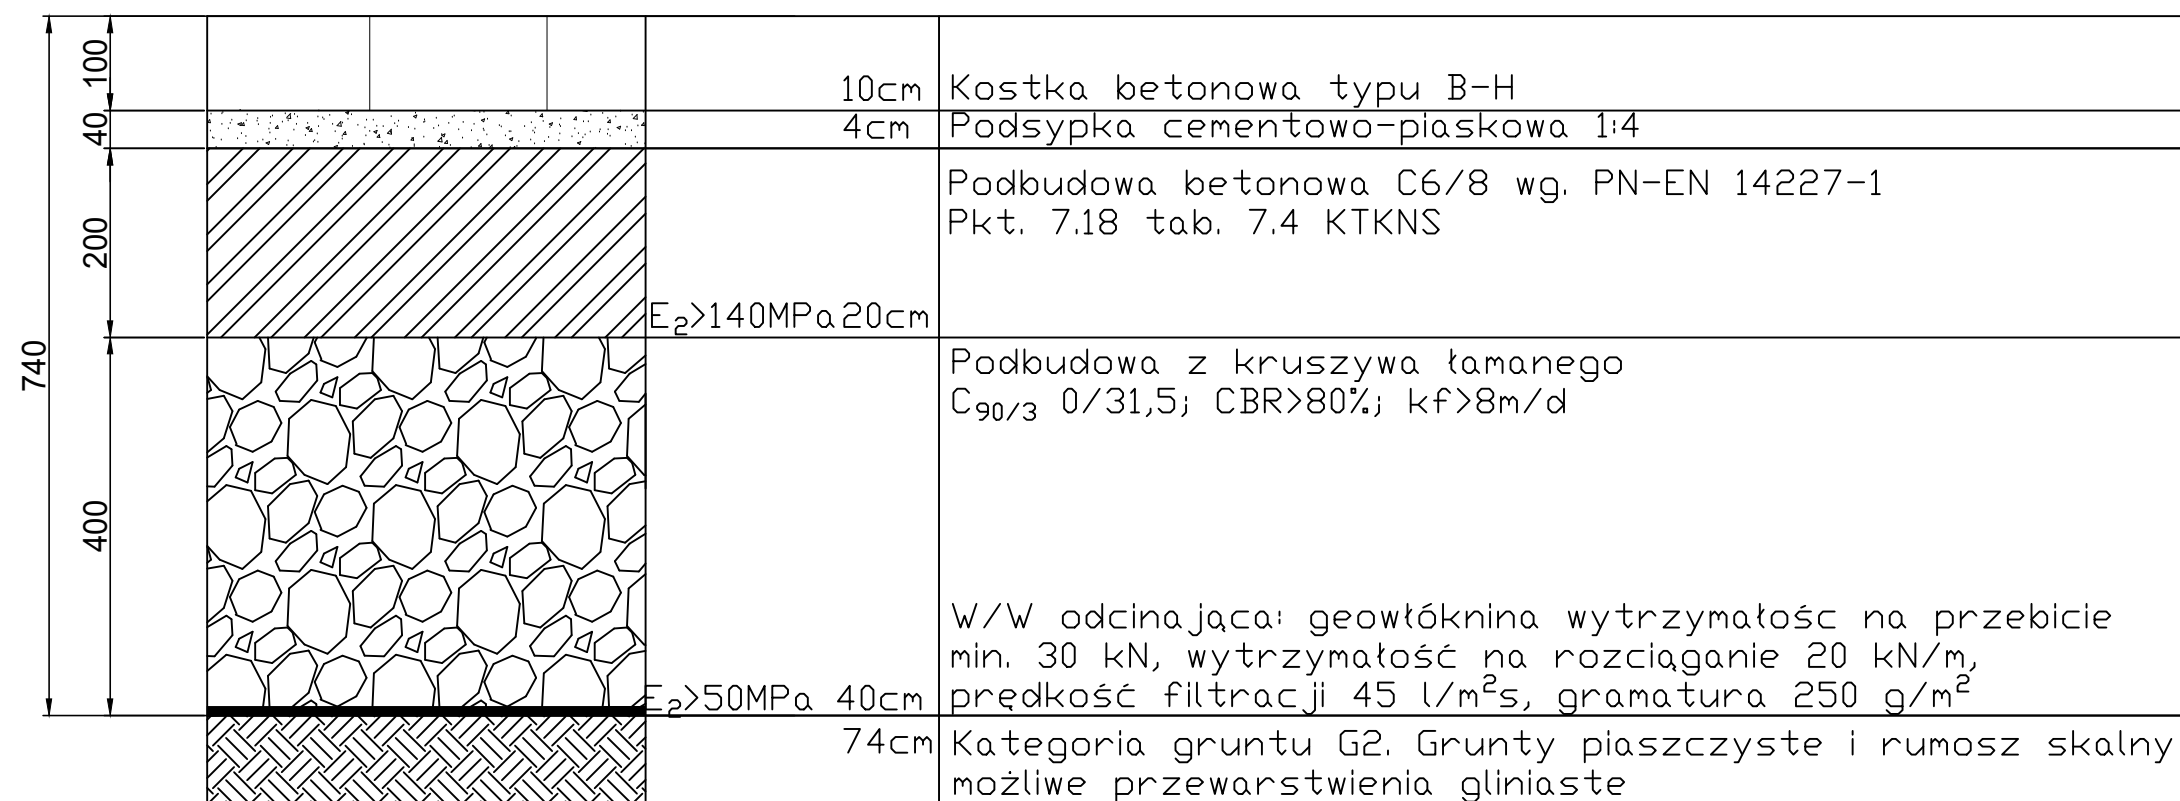 100
10cm Kostka betonowa typu B-H
40
4cm Podsypka cementowo-piaskowa 1:4
200
Podbudowa betonowa C6/8 wg. PN-EN 14227-1
Pkt. 7.18 tab. 7.4 KTKNS
E₂>140MPa 20cm
740
400
Podbudowa z kruszywa łamanego
C₉₀/₃ 0/31,5; CBR>80%; kf>8m/d
W/W odcinająca: geowłóknina wytrzymałośc na przebicie
min. 30 kN, wytrzymałość na rozciąganie 20 kN/m,
E₂>50MPa 40cm prędkość filtracji 45 l/m²s, gramatura 250 g/m²
74cm Kategoria gruntu G2. Grunty piaszczyste i rumosz skalny
możliwe przewarstwienia gliniaste